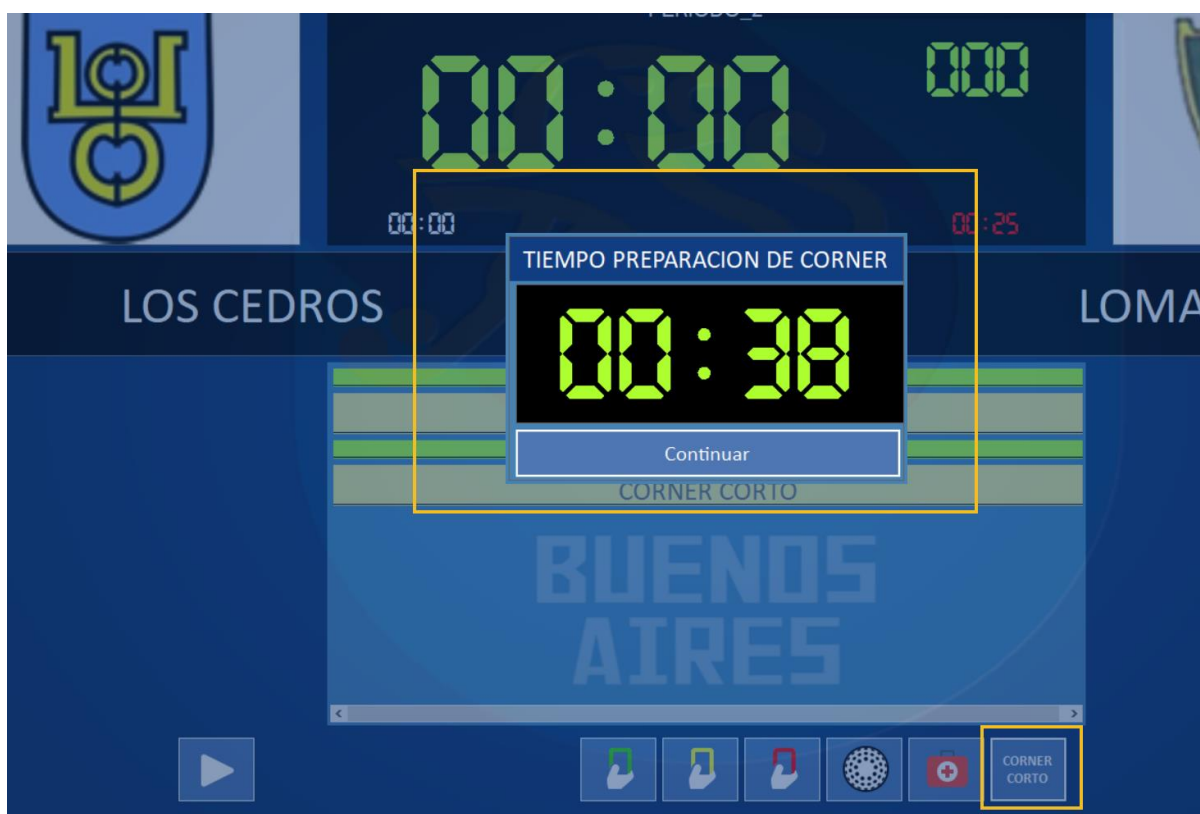 PERIODO_2
00:00
000
00:00
00:25
TIEMPO PREPARACION DE CORNER
LOS CEDROS
LOMA
00:38
Continuar
CORNER CORTO
BUENOS
AIRES
CORNER
CORTO